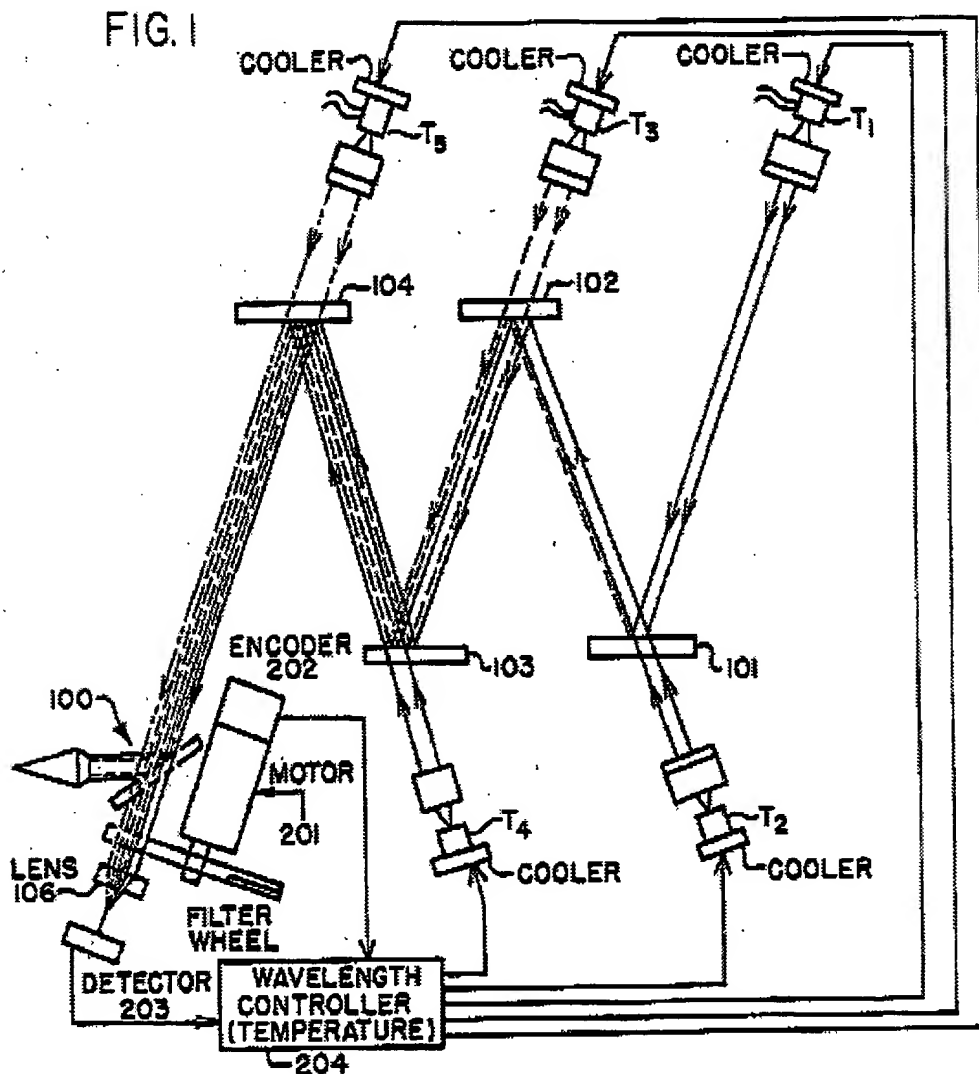 FIG. 1
COOLER
COOLER
COOLER
T5
T3
T1
104
102
103
101
ENCODER
202
100
MOTOR
201
T4
T2
COOLER
COOLER
LENS
106
FILTER
WHEEL
DETECTOR
203
WAVELENGTH
CONTROLLER
(TEMPERATURE)
204